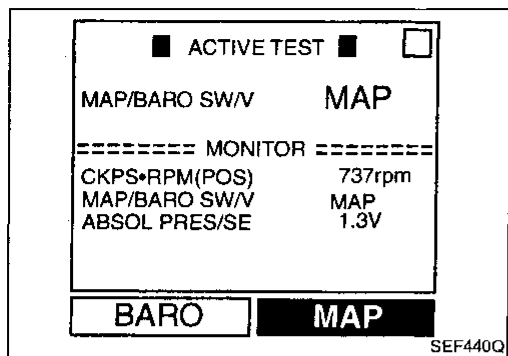 ■ ACTIVE TEST ■ □
MAP/BARO SW/V MAP
======== MONITOR ========
CKPS•RPM(POS) 737rpm
MAP/BARO SW/V MAP
ABSOL PRES/SE 1.3V
BARO MAP
SEF440Q